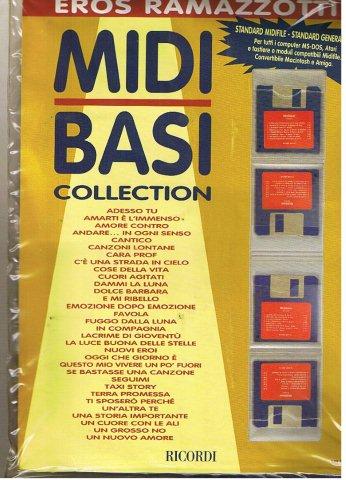 EROS RAMAZZOTTI
STANDARD MIDIFILE - STANDARD GENERAL
Per tutti i computer MS-DOS, Atari
e tastiere o moduli compatibili Midifile.
Convertibile Macintosh e Amiga.
MIDI
BASI
COLLECTION
ADESSO TU
AMARTI È L'IMMENSO
AMORE CONTRO
ANDARE... IN OGNI SENSO
CANTICO
CANZONI LONTANE
CARA PROF
C'È UNA STRADA IN CIELO
COSE DELLA VITA
CUORI AGITATI
DAMMI LA LUNA
DOLCE BARBARA
E MI RIBELLO
EMOZIONE DOPO EMOZIONE
FAVOLA
FUGGO DALLA LUNA
IN COMPAGNIA
LACRIME DI GIOVENTÙ
LA LUCE BUONA DELLE STELLE
NUOVI EROI
OGGI CHE GIORNO È
QUESTO MIO VIVERE UN PO' FUORI
SE BASTASSE UNA CANZONE
SEGUIMI
TAXI STORY
TERRA PROMESSA
TI SPOSERÒ PERCHÉ
UN'ALTRA TE
UNA STORIA IMPORTANTE
UN CUORE CON LE ALI
UN GROSSO NO
UN NUOVO AMORE
RICORDI